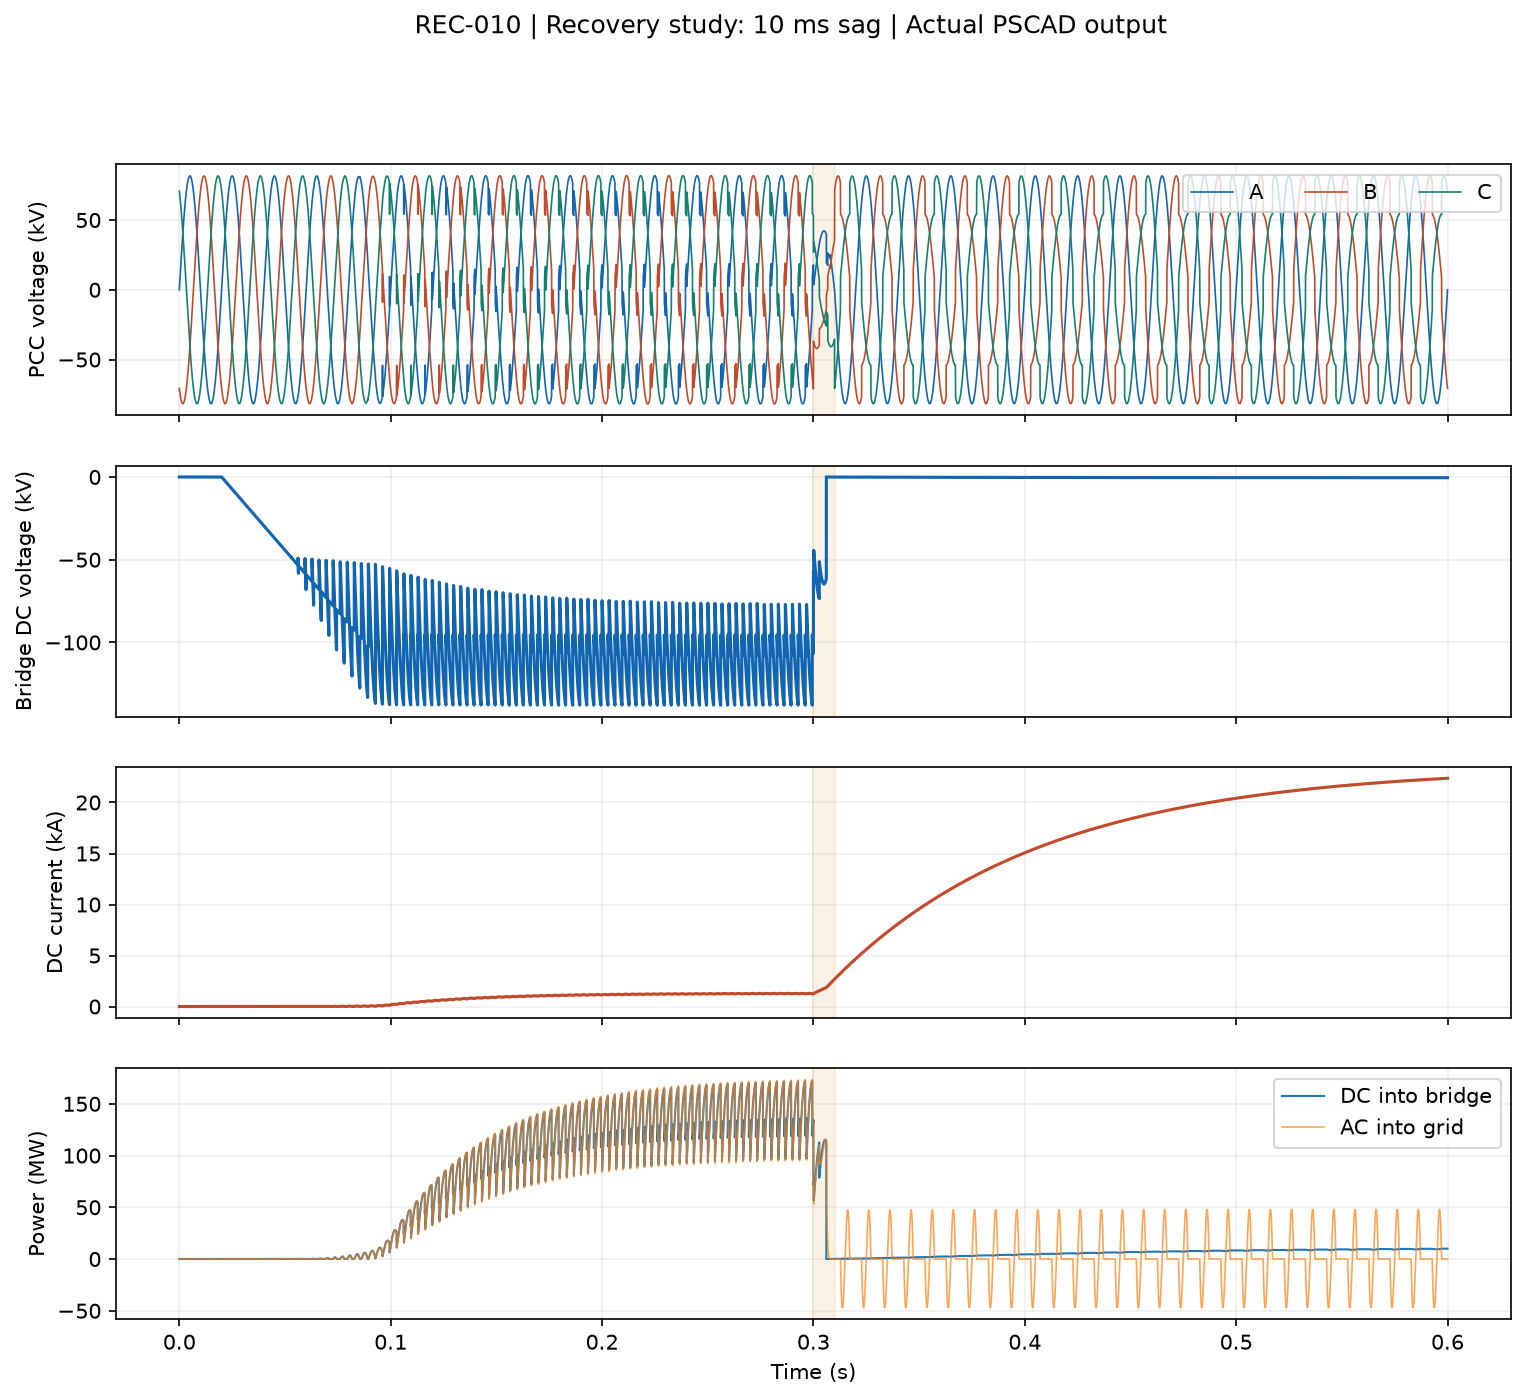 REC-010 | Recovery study: 10 ms sag | Actual PSCAD output
PCC voltage (kV)
50
0
−50
A B C
Bridge DC voltage (kV)
0
−50
−100
DC current (kA)
20
15
10
5
0
Power (MW)
150
100
50
0
−50
DC into bridge
AC into grid
0.0 0.1 0.2 0.3 0.4 0.5 0.6
Time (s)